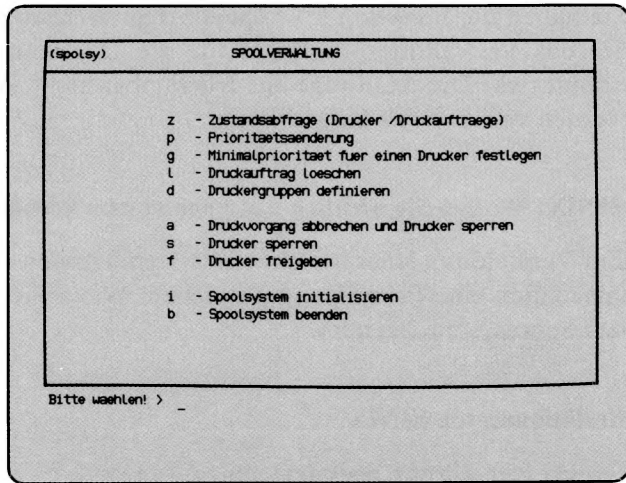 (spolsy) SPOOLVERWALTUNG
z - Zustandsabfrage (Drucker /Druckauftraege)
p - Prioritaetsaenderung
g - Minimalprioritaet fuer einen Drucker festlegen
l - Druckauftrag loeschen
d - Druckergruppen definieren
a - Druckvorgang abbrechen und Drucker sperren
s - Drucker sperren
f - Drucker freigeben
i - Spoolsystem initialisieren
b - Spoolsystem beenden
Bitte waehlen! > _